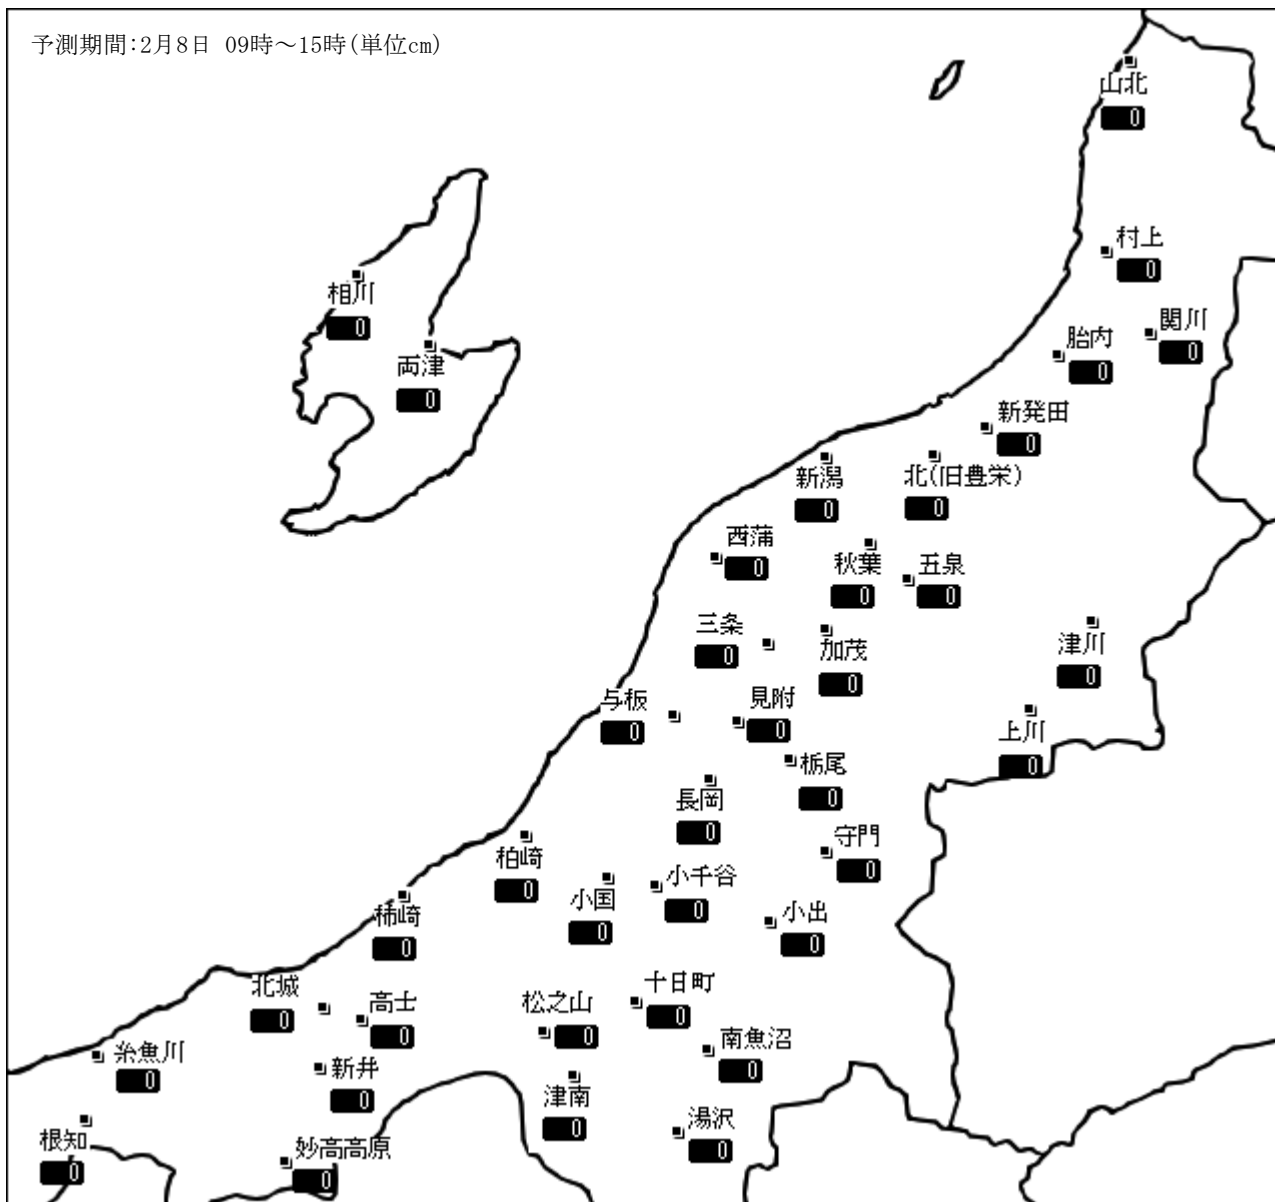 予測期間:2月8日 09時～15時(単位cm)
山北
0
村上
0
相川
0
関川
0
胎内
0
両津
0
新発田
0
新潟
0
北(旧豊栄)
0
西蒲
0
秋葉
0
五泉
0
三条
0
加茂
0
津川
0
与板
0
見附
0
上川
0
栃尾
0
長岡
0
守門
0
柏崎
0
小千谷
0
小国
0
小出
0
柿崎
0
北城
0
高士
0
松之山
0
十日町
0
南魚沼
0
糸魚川
0
新井
0
津南
0
湯沢
0
根知
0
妙高高原
0